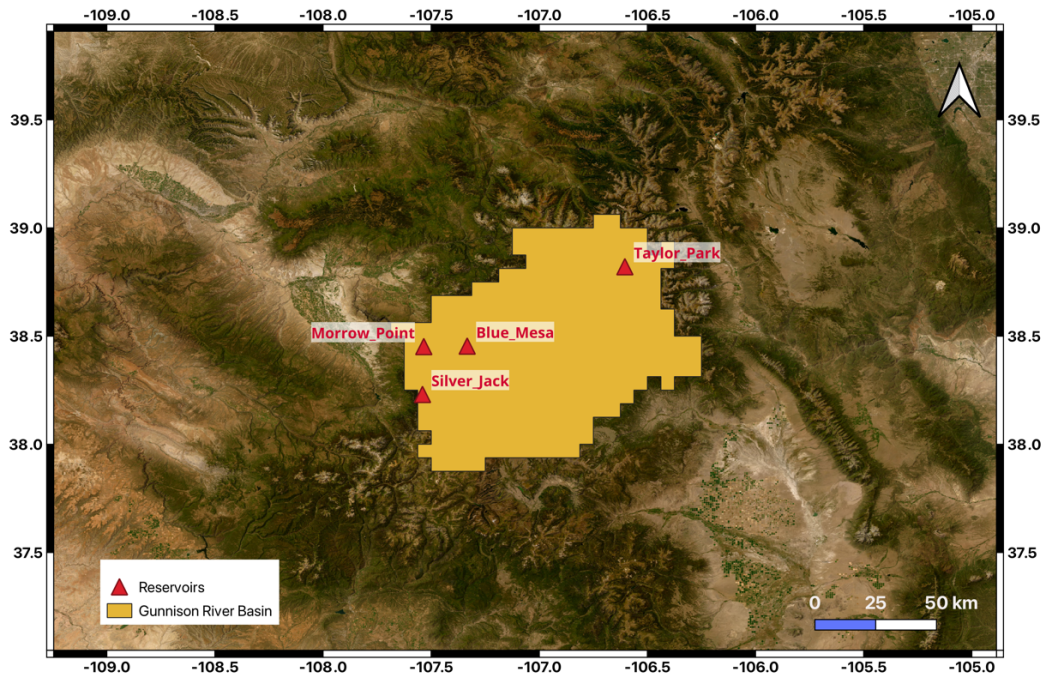 -109.0 -108.5 -108.0 -107.5 -107.0 -106.5 -106.0 -105.5 -105.0
39.5 39.5
39.0 39.0
Taylor_Park
Morrow_Point Blue_Mesa
38.5 38.5
Silver_Jack
38.0 38.0
37.5 37.5
Reservoirs
Gunnison River Basin
0 25 50 km
-109.0 -108.5 -108.0 -107.5 -107.0 -106.5 -106.0 -105.5 -105.0